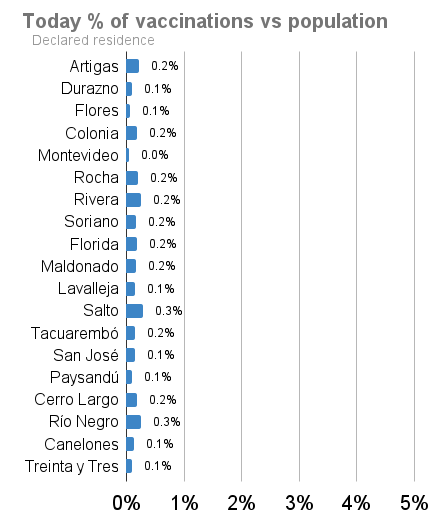 Today % of vaccinations vs population
Declared residence
Artigas 0.2%
Durazno 0.1%
Flores 0.1%
Colonia 0.2%
Montevideo 0.0%
Rocha 0.2%
Rivera 0.2%
Soriano 0.2%
Florida 0.2%
Maldonado 0.2%
Lavalleja 0.1%
Salto 0.3%
Tacuarembó 0.2%
San José 0.1%
Paysandú 0.1%
Cerro Largo 0.2%
Río Negro 0.3%
Canelones 0.1%
Treinta y Tres 0.1%
0% 1% 2% 3% 4% 5%